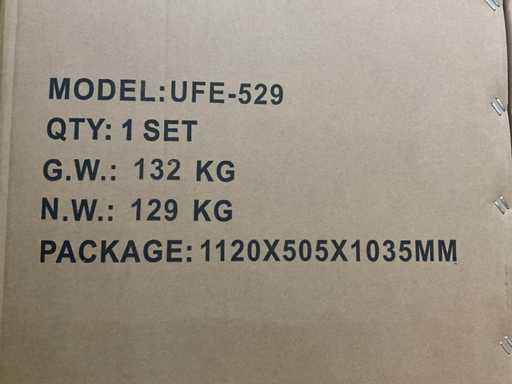 MODEL:UFE-529
QTY: 1 SET
G.W.: 132 KG
N.W.: 129 KG
PACKAGE: 1120X505X1035MM